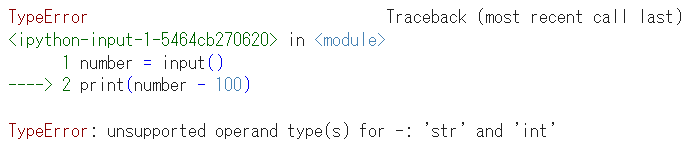 TypeError                                 Traceback (most recent call last)
<ipython-input-1-5464cb270620> in <module>
      1 number = input()
----> 2 print(number - 100)

TypeError: unsupported operand type(s) for -: 'str' and 'int'